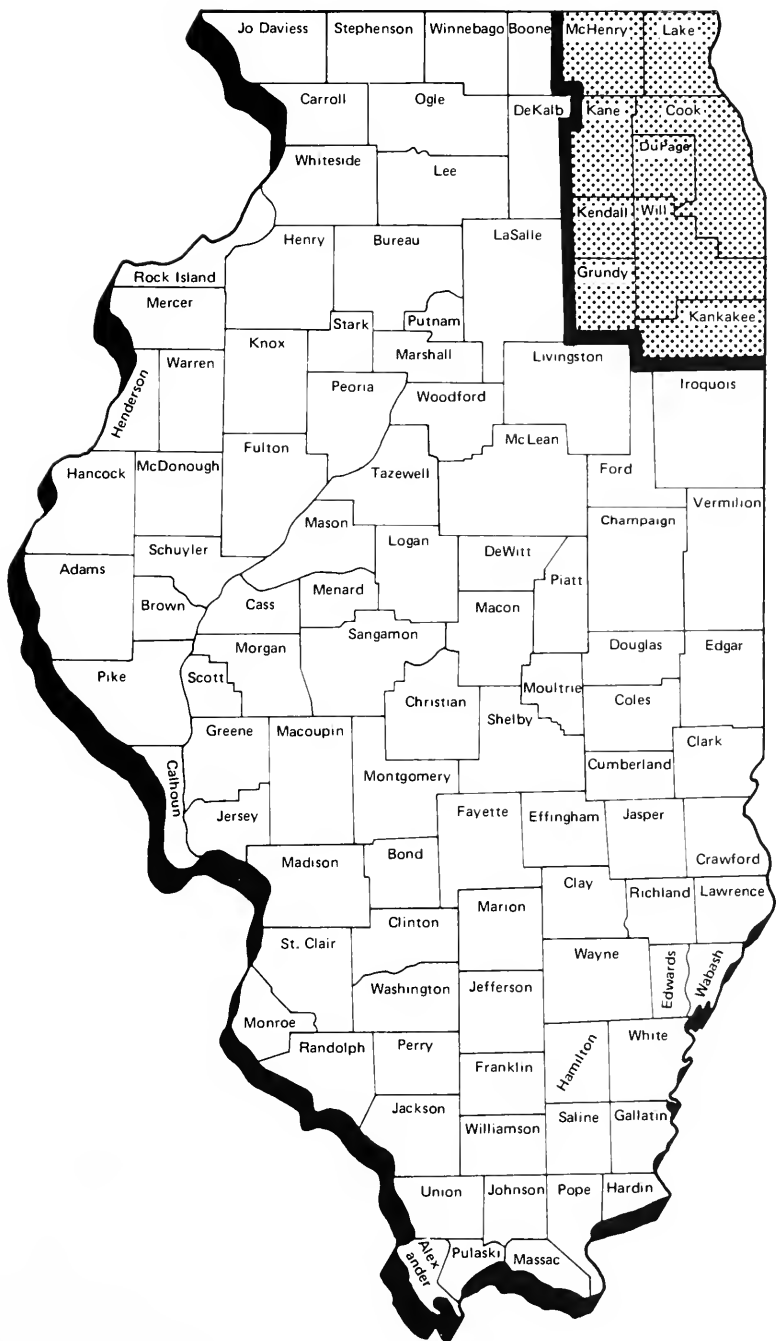 Jo Daviess
Stephenson
Winnebago
Boone
McHenry
Lake
Carroll
Ogle
DeKalb
Kane
Cook
DuPage
Whiteside
Lee
Kendall
Will
Henry
Bureau
LaSalle
Rock Island
Grundy
Mercer
Stark
Putnam
Kankakee
Knox
Marshall
Livingston
Henderson
Warren
Peoria
Woodford
Iroquois
Fulton
McLean
Hancock
McDonough
Tazewell
Ford
Mason
Vermilion
Champaign
Schuyler
Logan
DeWitt
Adams
Piatt
Brown
Cass
Menard
Macon
Sangamon
Morgan
Douglas
Edgar
Pike
Scott
Christian
Moultrie
Coles
Shelby
Greene
Macoupin
Clark
Calhoun
Montgomery
Cumberland
Jersey
Fayette
Effingham
Jasper
Madison
Bond
Crawford
Clay
Richland
Lawrence
Marion
Clinton
St. Clair
Wayne
Edwards
Wabash
Washington
Jefferson
Monroe
Randolph
Perry
Hamilton
White
Franklin
Jackson
Williamson
Saline
Gallatin
Union
Johnson
Pope
Hardin
Alex
ander
Pulaski
Massac